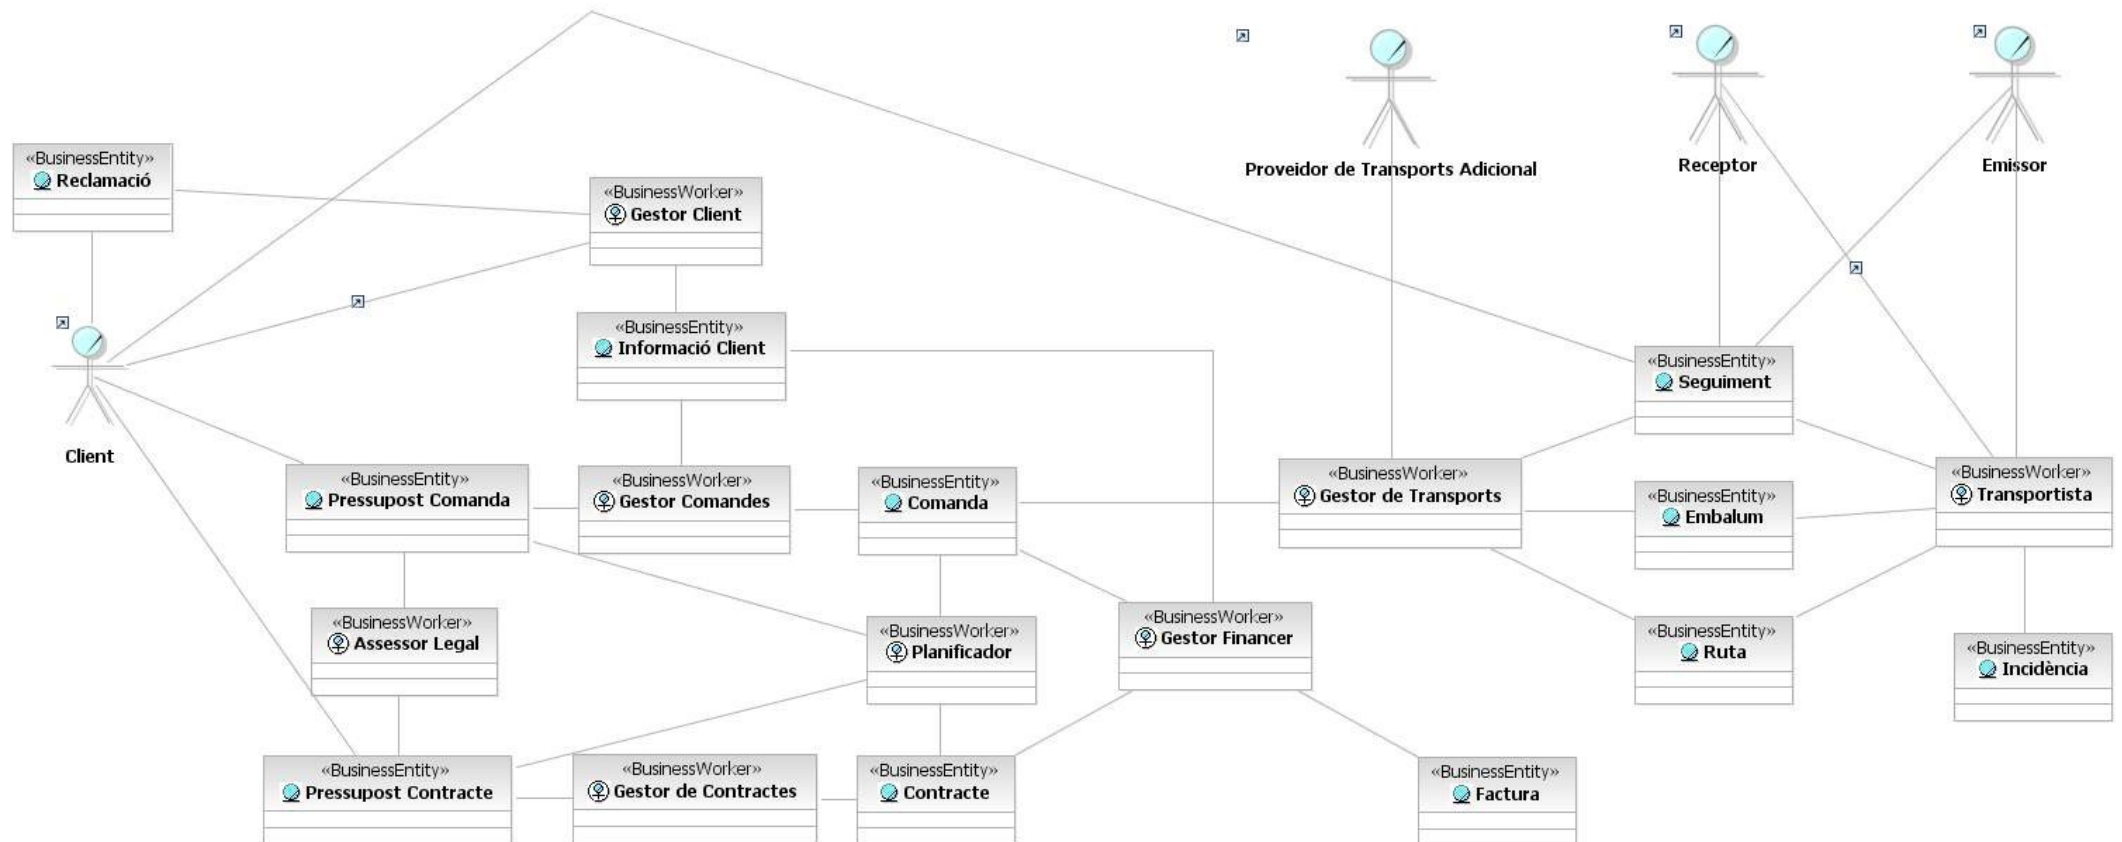 Proveidor de Transports Adicional
Receptor
Emissor
«BusinessEntity»
Reclamació
«BusinessWorker»
Gestor Client
«BusinessEntity»
Informació Client
«BusinessEntity»
Seguiment
Client
«BusinessEntity»
Pressupost Comanda
«BusinessWorker»
Gestor Comandes
«BusinessEntity»
Comanda
«BusinessWorker»
Gestor de Transports
«BusinessEntity»
Embalum
«BusinessWorker»
Transportista
«BusinessWorker»
Assessor Legal
«BusinessWorker»
Planificador
«BusinessWorker»
Gestor Financer
«BusinessEntity»
Ruta
«BusinessEntity»
Incidència
«BusinessEntity»
Pressupost Contracte
«BusinessWorker»
Gestor de Contractes
«BusinessEntity»
Contracte
«BusinessEntity»
Factura